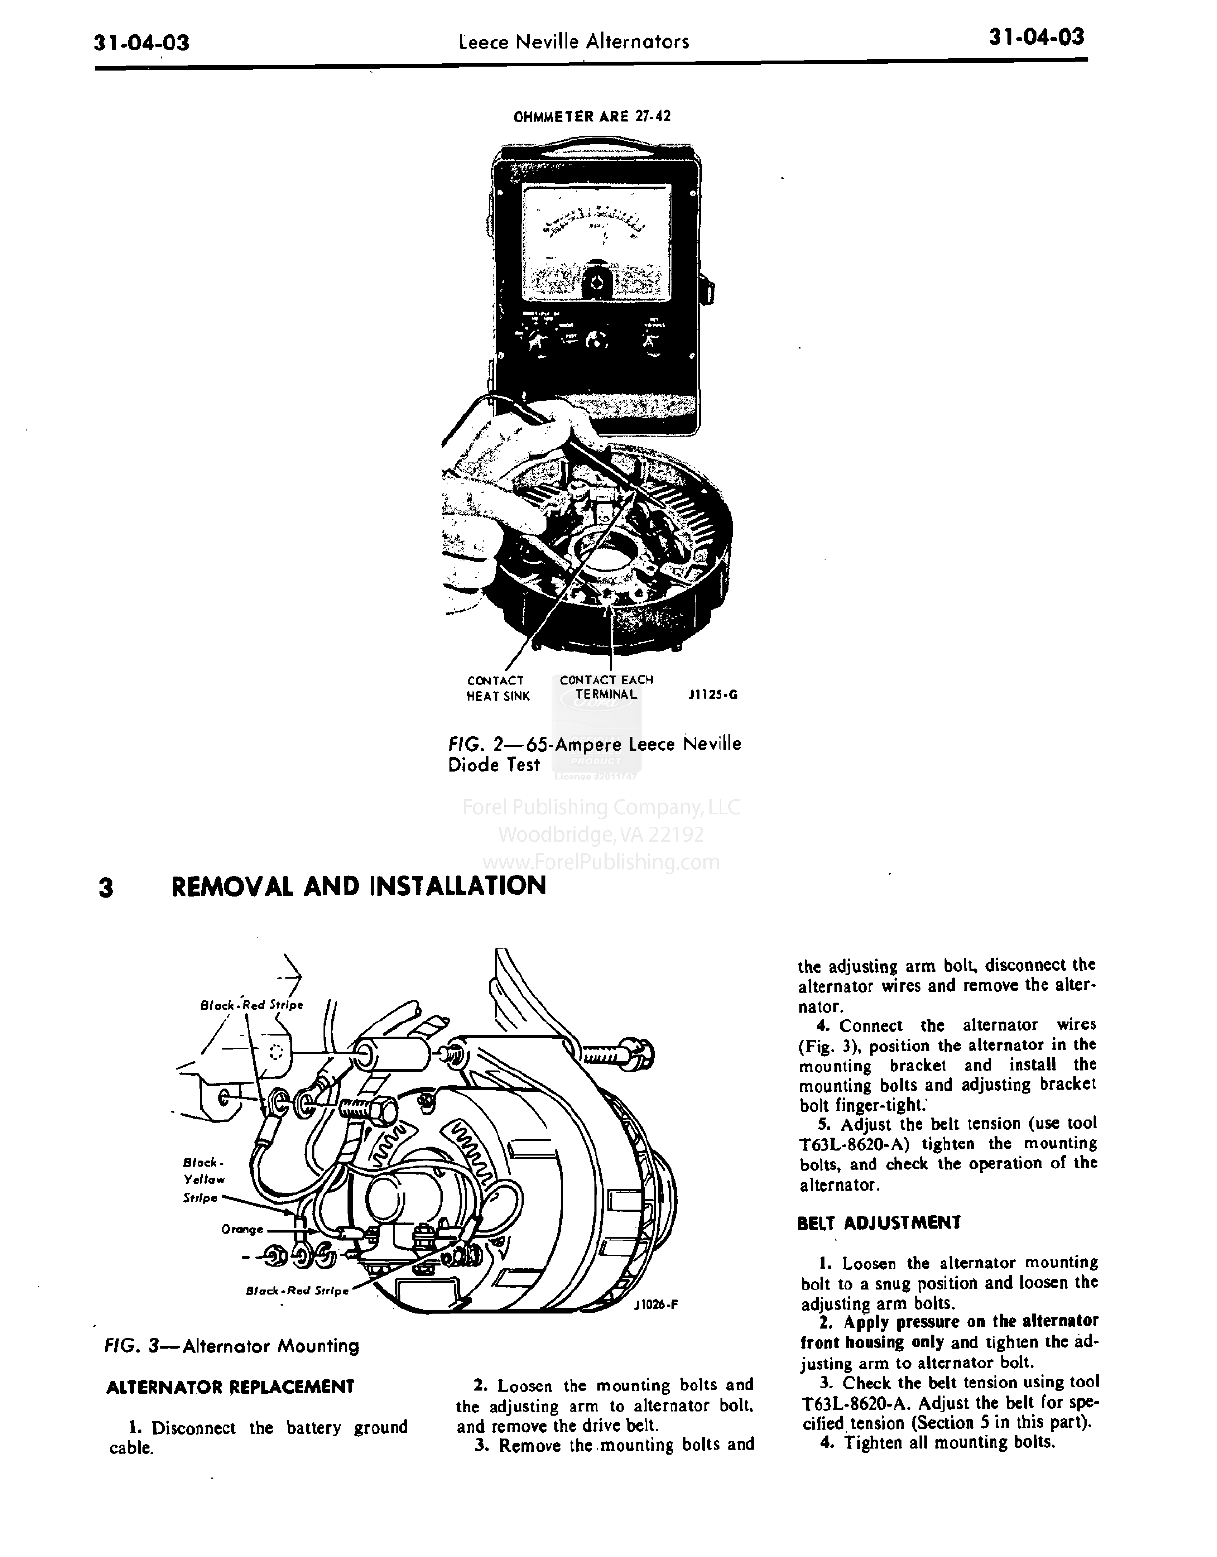 31-04-03
Leece Neville Alternators
31-04-03
OHMMETER ARE 27-42
CONTACT
HEAT SINK
CONTACT EACH
TERMINAL
J1125-G
FIG. 2—65-Ampere Leece Neville
Diode Test
PRODUCT
Forel Publishing Company, LLC
Woodbridge, VA 22192
www.ForelPublishing.com
3 REMOVAL AND INSTALLATION
Black-Red Stripe
Black-
Yellow
Stripe
Orange
Black-Red Stripe
J1026-F
FIG. 3—Alternator Mounting
ALTERNATOR REPLACEMENT
1. Disconnect the battery ground
cable.
2. Loosen the mounting bolts and
the adjusting arm to alternator bolt,
and remove the drive belt.
3. Remove the mounting bolts and
the adjusting arm bolt, disconnect the
alternator wires and remove the alter-
nator.
4. Connect the alternator wires
(Fig. 3), position the alternator in the
mounting bracket and install the
mounting bolts and adjusting bracket
bolt finger-tight.
5. Adjust the belt tension (use tool
T63L-8620-A) tighten the mounting
bolts, and check the operation of the
alternator.
BELT ADJUSTMENT
1. Loosen the alternator mounting
bolt to a snug position and loosen the
adjusting arm bolts.
2. Apply pressure on the alternator
front housing only and tighten the ad-
justing arm to alternator bolt.
3. Check the belt tension using tool
T63L-8620-A. Adjust the belt for spe-
cified tension (Section 5 in this part).
4. Tighten all mounting bolts.